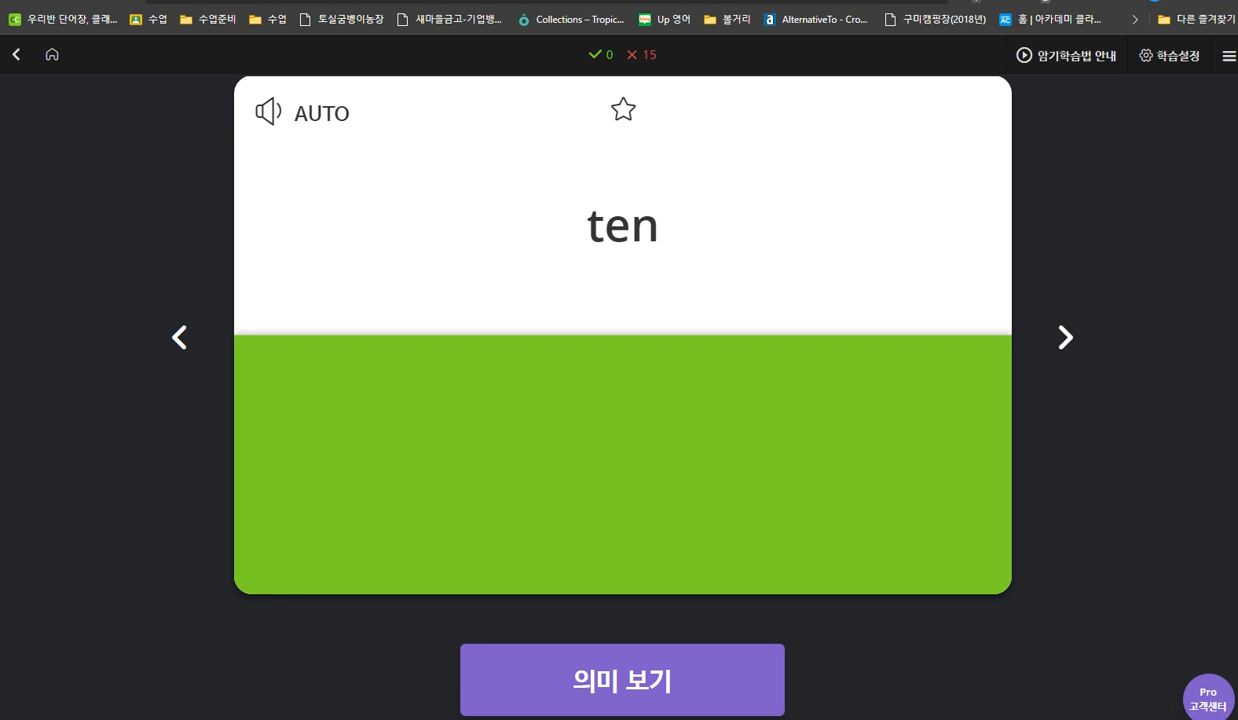 우리반 단어장, 클래... 수업 수업준비 수업 토실굼벵이농장 새마을금고-기업뱅... Collections – Tropic... Up 영어 볼거리 AlternativeTo - Cro... 구미캠핑장(2018년) 홈 | 아카데미 클라... 다른 즐겨찾기
0 15 암기학습법 안내 학습설정
AUTO
ten
의미 보기
Pro
고객센터